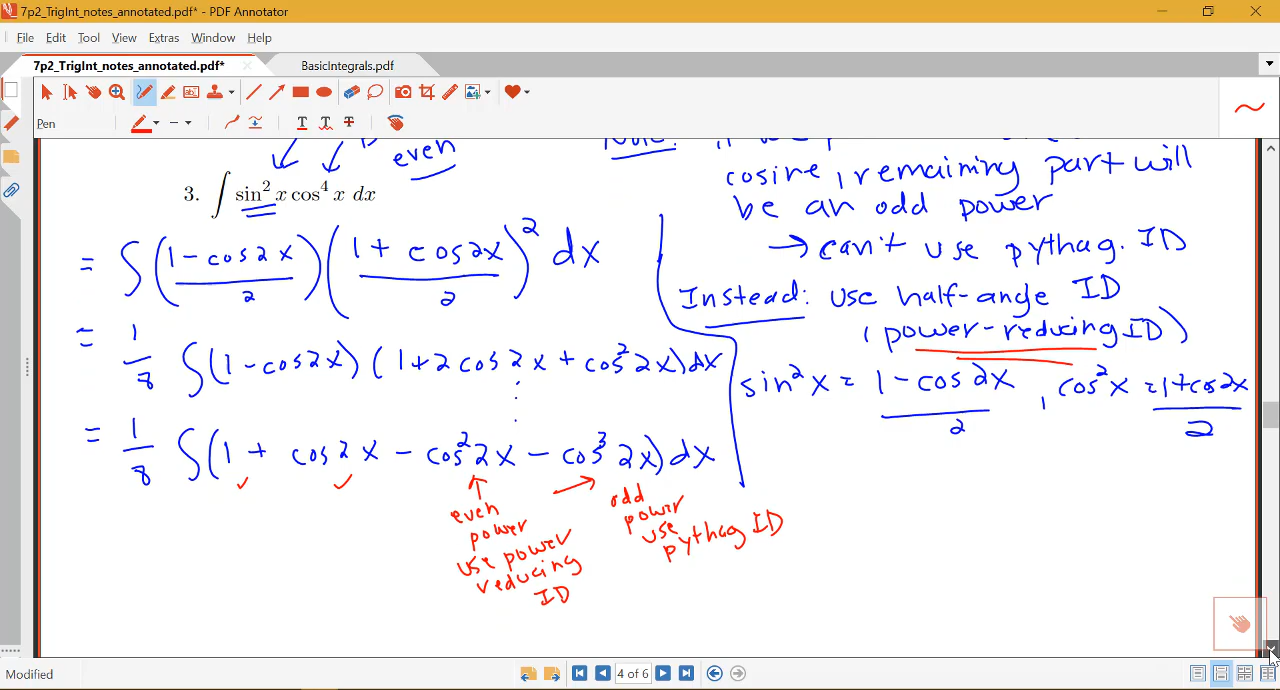 7p2_TrigInt_notes_annotated.pdf* - PDF Annotator
File Edit Tool View Extras Window Help
7p2_TrigInt_notes_annotated.pdf* BasicIntegrals.pdf
Pen
even
3. ∫ sin² x cos⁴ x dx
= ∫ ((1 - cos 2x)/2) ((1 + cos 2x)/2)² dx
= 1/8 ∫ (1 - cos 2x) (1 + 2 cos 2x + cos² 2x) dx
= 1/8 ∫ (1 + cos 2x - cos² 2x - cos³ 2x) dx
even
power
use power
reducing
ID
odd
power
use
pythag ID
Note:
cosine, remaining part will
be an odd power
→ can't use pythag. ID
Instead: use half-angle ID
(power-reducing ID)
sin² x = (1 - cos 2x)/2 , cos² x = (1 + cos 2x)/2
Modified
4 of 6